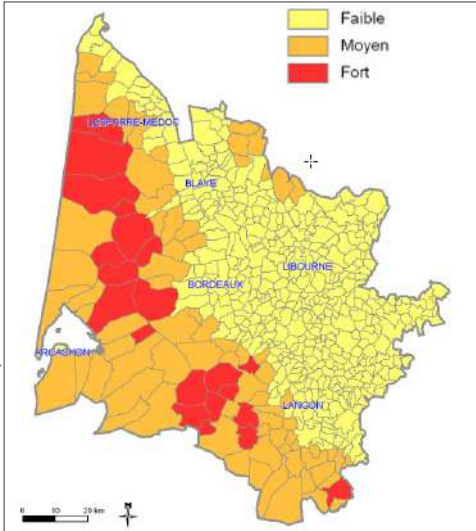 Faible
Moyen
Fort
LESPARRE-MEDOC
BLAYE
LIBOURNE
BORDEAUX
ARCACHON
LANGON
0 10 20 km
N